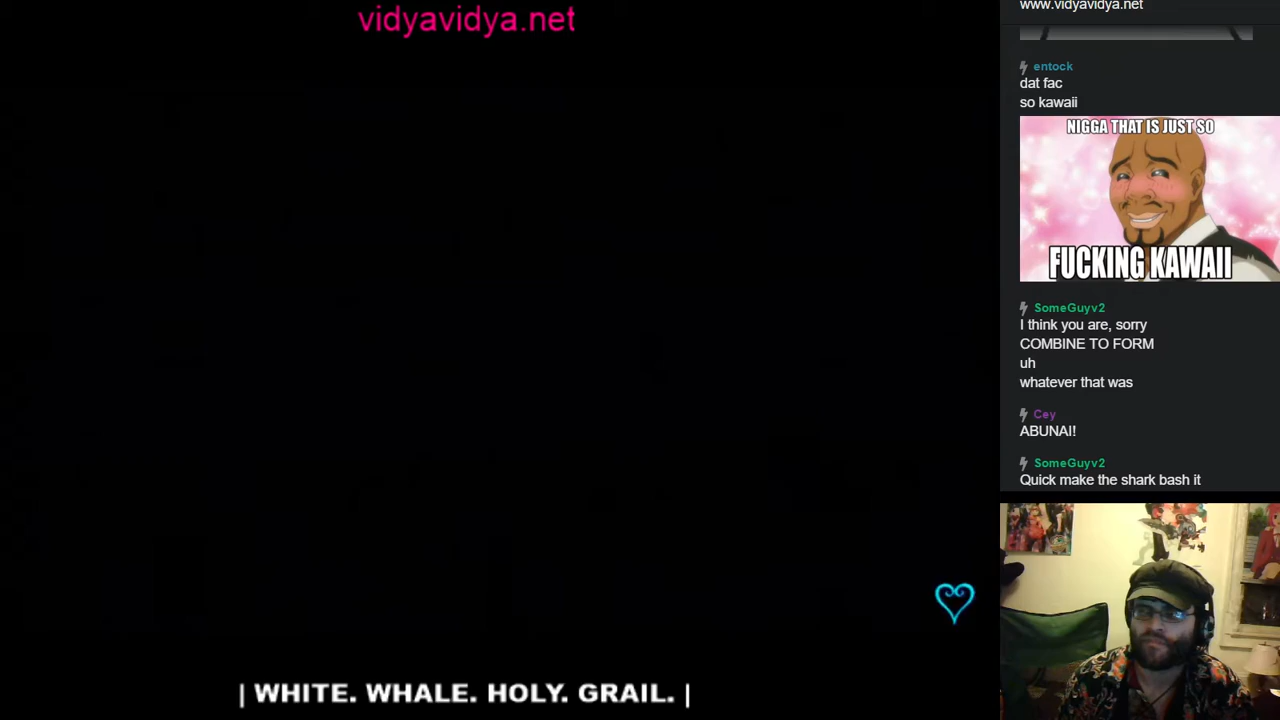 vidyavidya.net
www.vidyavidya.net
entock
dat fac
so kawaii
NIGGA THAT IS JUST SO
FUCKING KAWAII
SomeGuyv2
I think you are, sorry
COMBINE TO FORM
uh
whatever that was
Cey
ABUNAI!
SomeGuyv2
Quick make the shark bash it
| WHITE. WHALE. HOLY. GRAIL. |